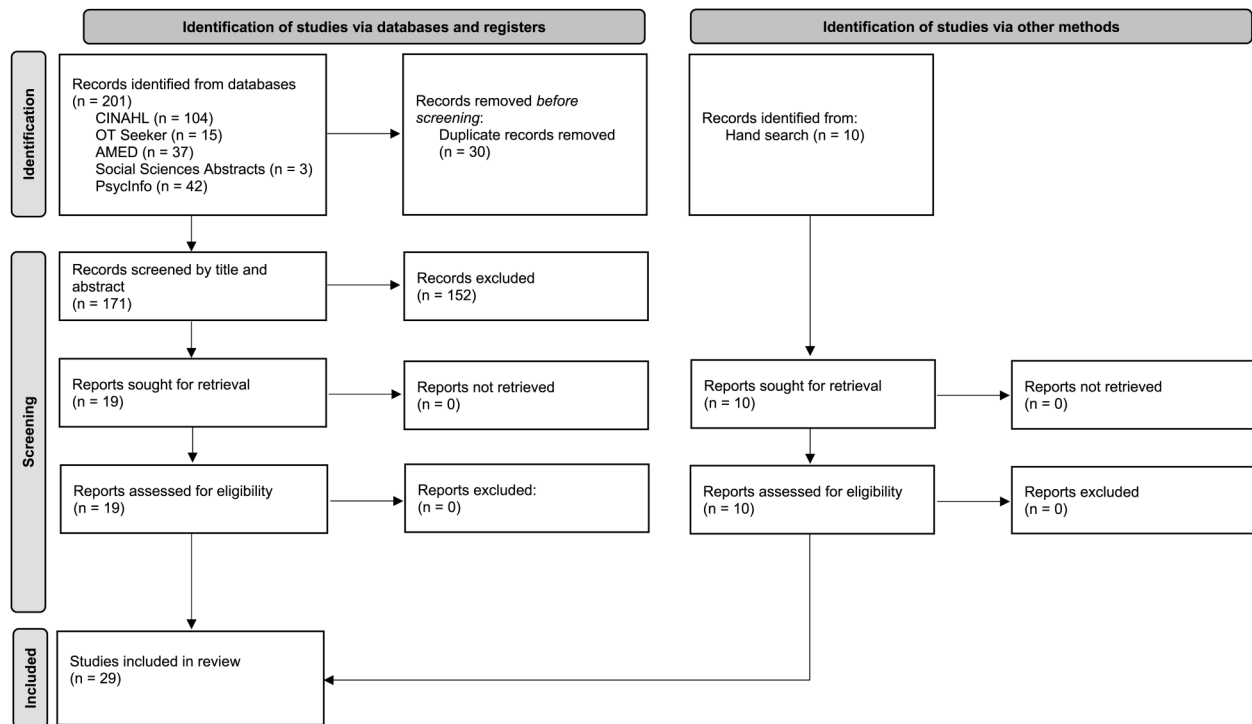 Identification of studies via databases and registers
Identification of studies via other methods
Identification
Records identified from databases
(n = 201)
CINAHL (n = 104)
OT Seeker (n = 15)
AMED (n = 37)
Social Sciences Abstracts (n = 3)
PsycInfo (n = 42)
Records removed before
screening:
Duplicate records removed
(n = 30)
Records identified from:
Hand search (n = 10)
Screening
Records screened by title and
abstract
(n = 171)
Records excluded
(n = 152)
Reports sought for retrieval
(n = 19)
Reports not retrieved
(n = 0)
Reports sought for retrieval
(n = 10)
Reports not retrieved
(n = 0)
Reports assessed for eligibility
(n = 19)
Reports excluded:
(n = 0)
Reports assessed for eligibility
(n = 10)
Reports excluded
(n = 0)
Included
Studies included in review
(n = 29)